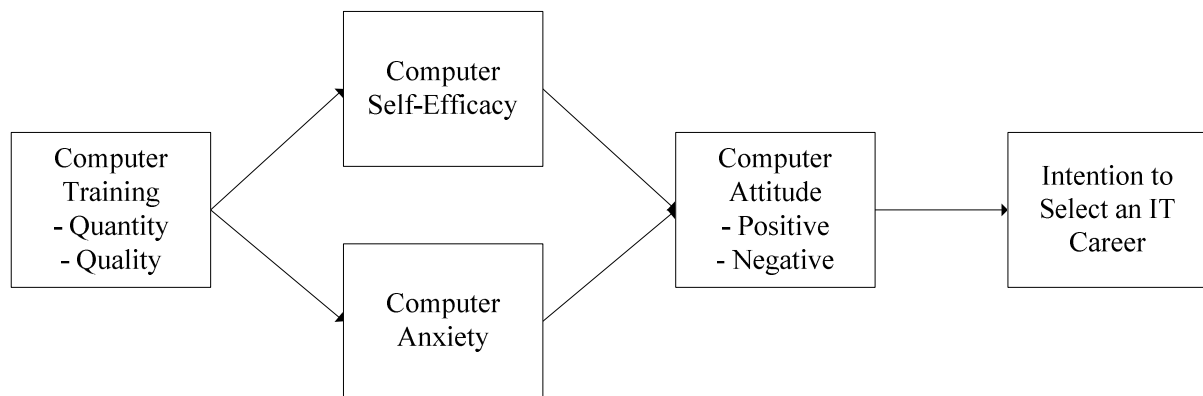 Computer
Training
- Quantity
- Quality
Computer
Self-Efficacy
Computer
Anxiety
Computer
Attitude
- Positive
- Negative
Intention to
Select an IT
Career